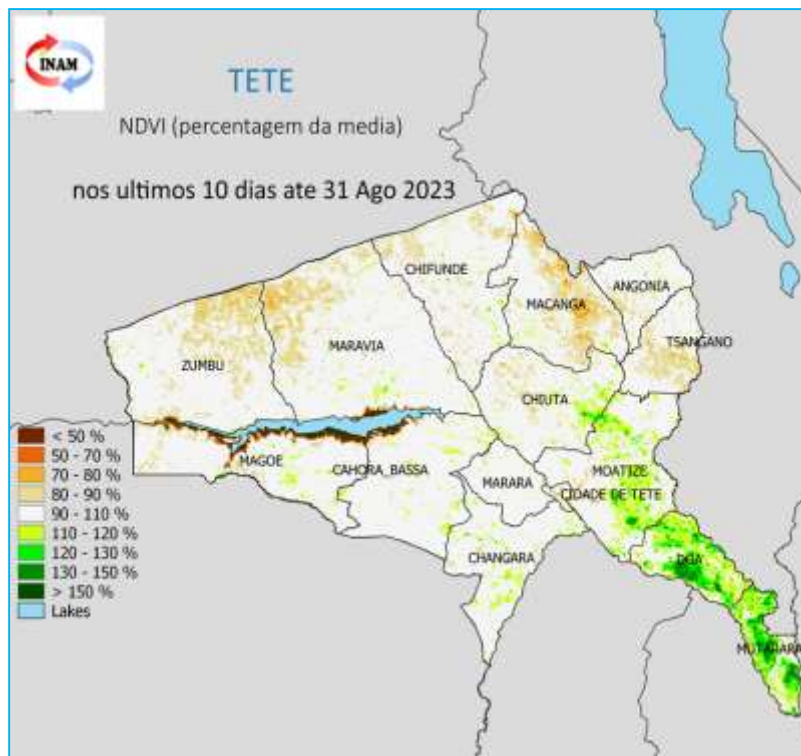 INAM
TETE
NDVI (percentagem da media)
nos ultimos 10 dias ate 31 Ago 2023
CHIFUNDE
ANGONIA
MACANGA
TSANGANO
MARAVIA
ZUMBU
CHIUTA
MAGOE
CAHORA_BASSA
MARARA
MOATIZE
CIDADE DE TETE
CHANGARA
DOA
MUTARARA
< 50 %
50 - 70 %
70 - 80 %
80 - 90 %
90 - 110 %
110 - 120 %
120 - 130 %
130 - 150 %
> 150 %
Lakes